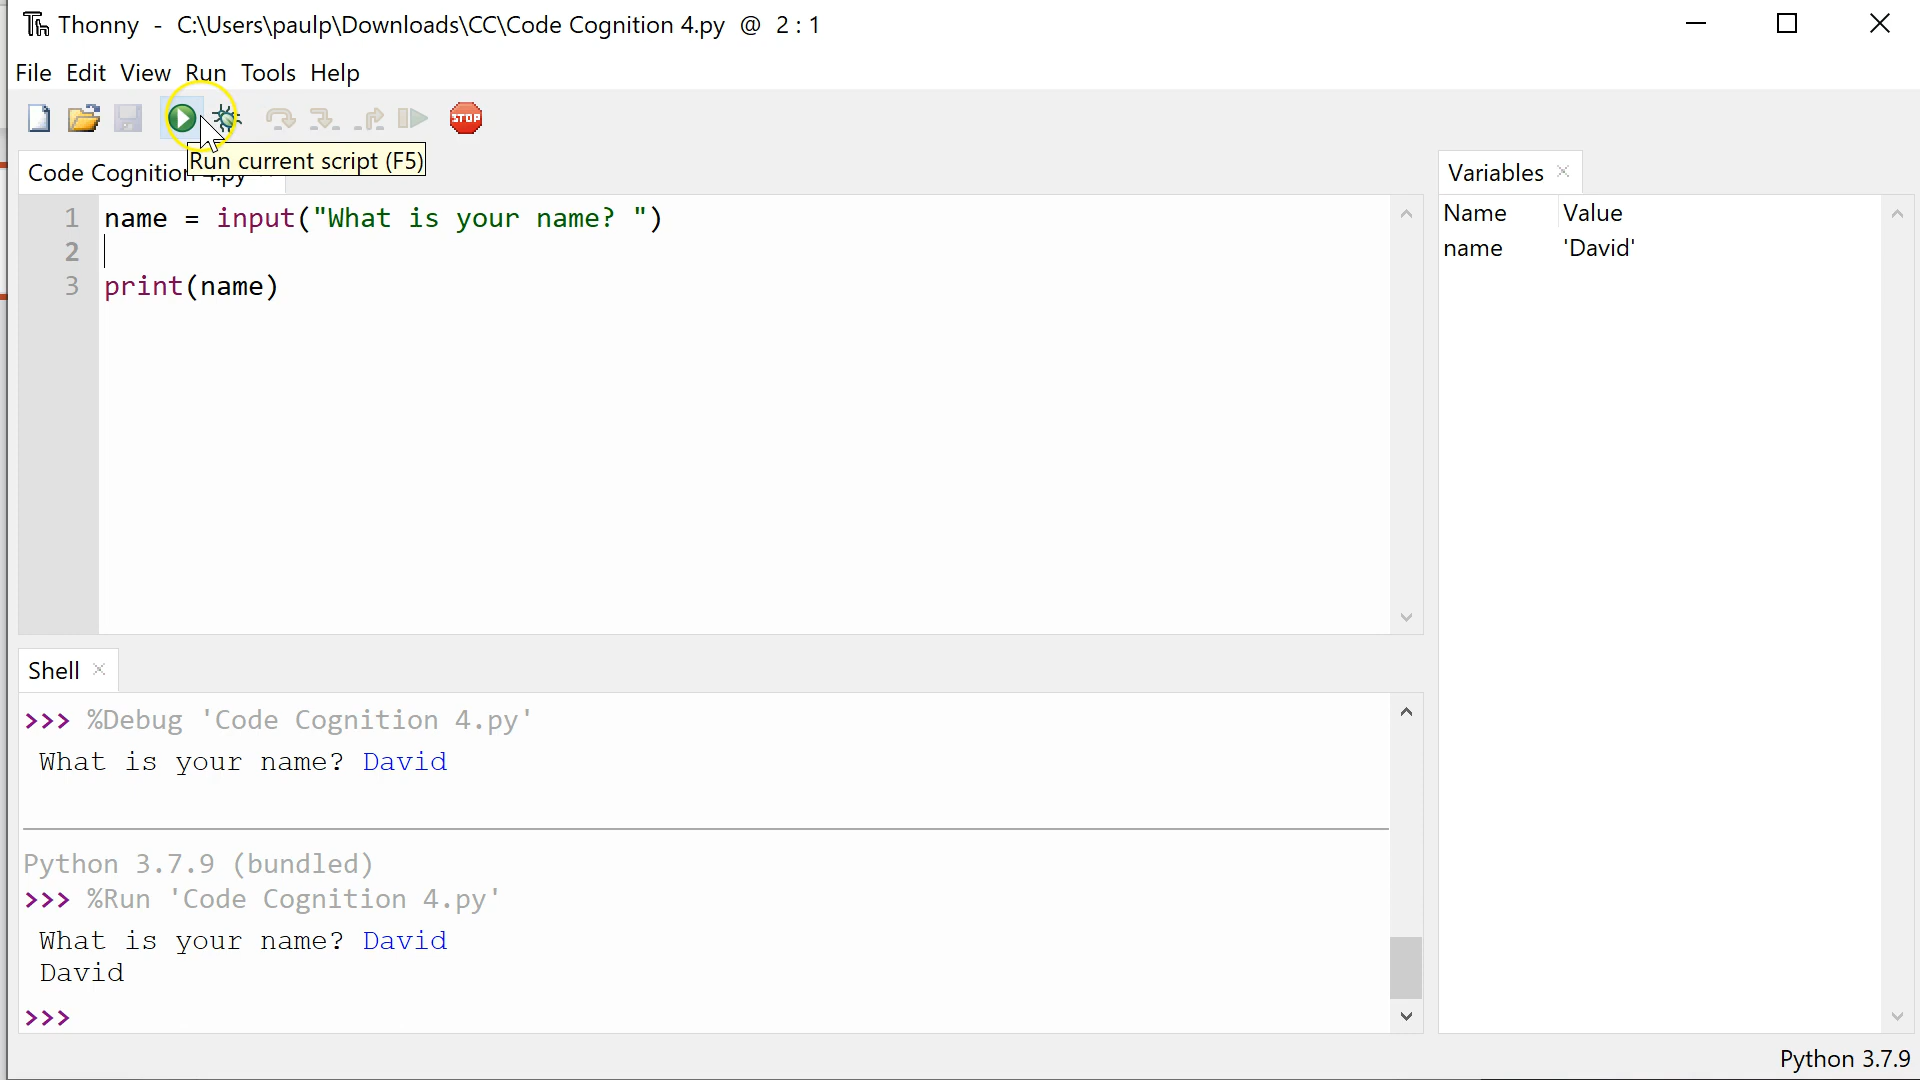 Thonny - C:\Users\paulp\Downloads\CC\Code Cognition 4.py @ 2 : 1
File Edit View Run Tools Help
STOP
Run current script (F5)
Code Cognition 4.py
Variables
1 name = input("What is your name? ")
2
3 print(name)
Name Value
name 'David'
Shell
>>> %Debug 'Code Cognition 4.py'
What is your name? David
Python 3.7.9 (bundled)
>>> %Run 'Code Cognition 4.py'
What is your name? David
David
>>>
Python 3.7.9